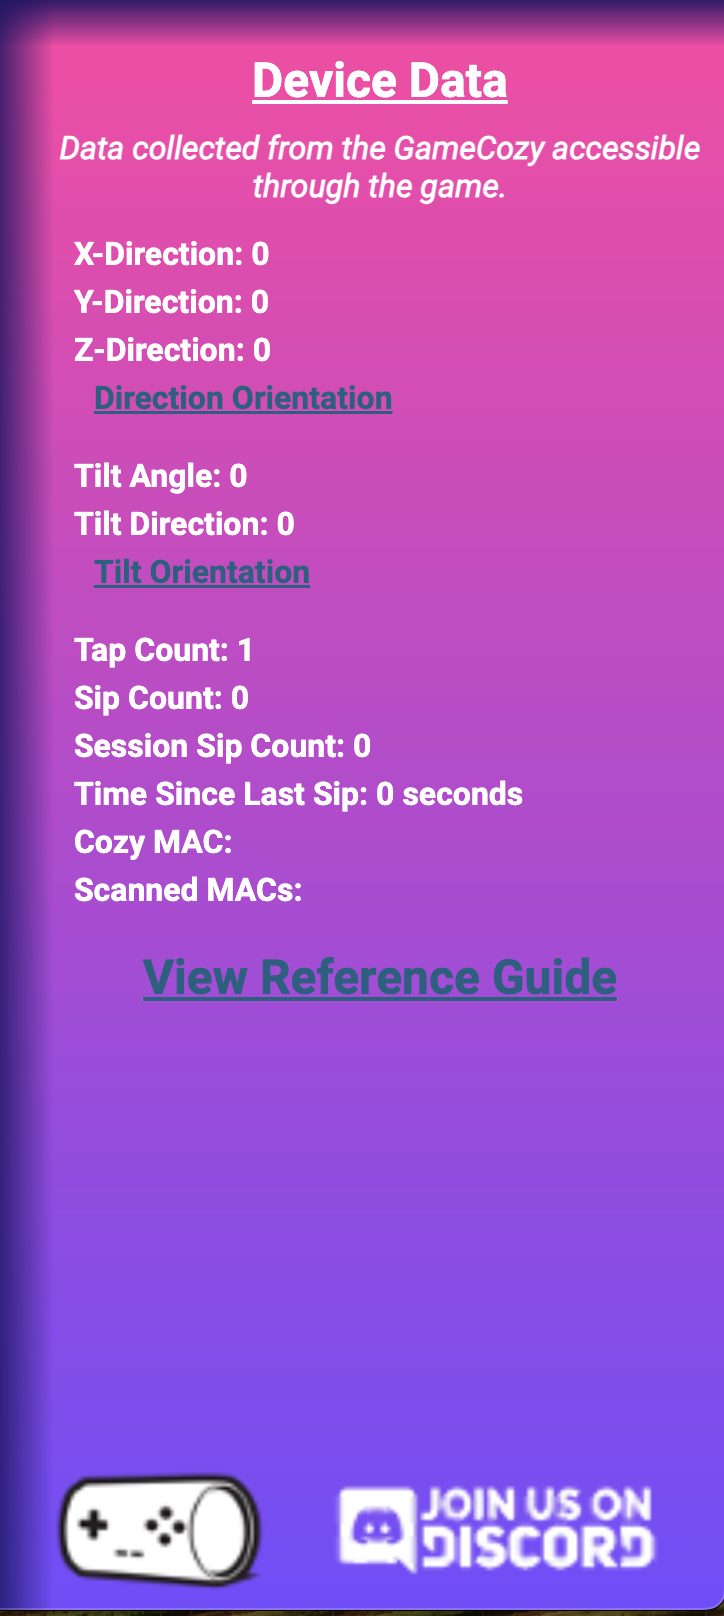 Device Data
Data collected from the GameCozy accessible
through the game.
X-Direction: 0
Y-Direction: 0
Z-Direction: 0
Direction Orientation
Tilt Angle: 0
Tilt Direction: 0
Tilt Orientation
Tap Count: 1
Sip Count: 0
Session Sip Count: 0
Time Since Last Sip: 0 seconds
Cozy MAC:
Scanned MACs:
View Reference Guide
JOIN US ON
DISCORD